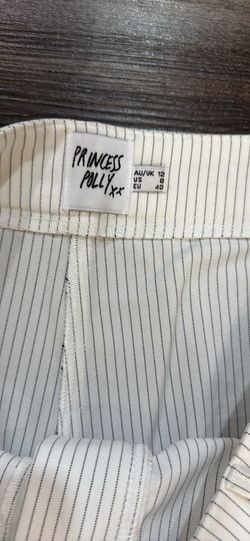 PRINCESS
POLLY xx
AU/UK 12
US 8
EU 40